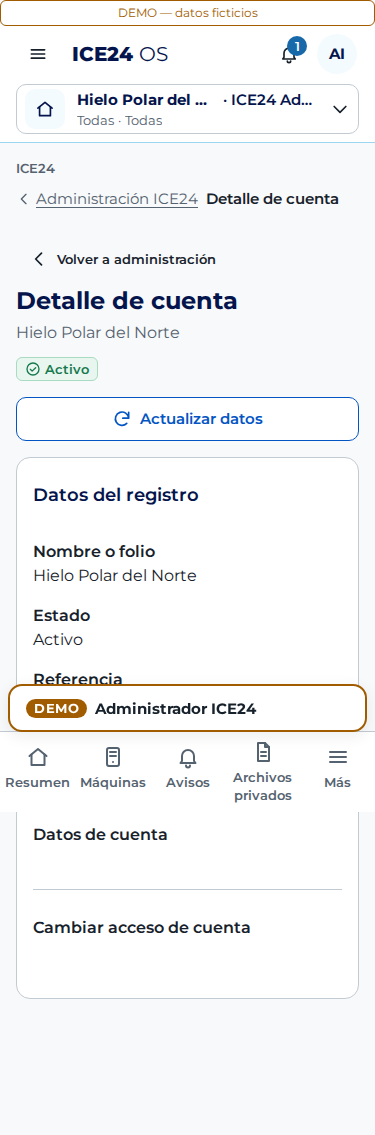 DEMO — datos ficticios
ICE24 OS
1
AI
Hielo Polar del ... · ICE24 Ad...
Todas · Todas
ICE24
Administración ICE24 Detalle de cuenta
Volver a administración
Detalle de cuenta
Hielo Polar del Norte
Activo
Actualizar datos
Datos del registro
Nombre o folio
Hielo Polar del Norte
Estado
Activo
Referencia
DEMO Administrador ICE24
Resumen Máquinas Avisos Archivos privados Más
Datos de cuenta
Cambiar acceso de cuenta